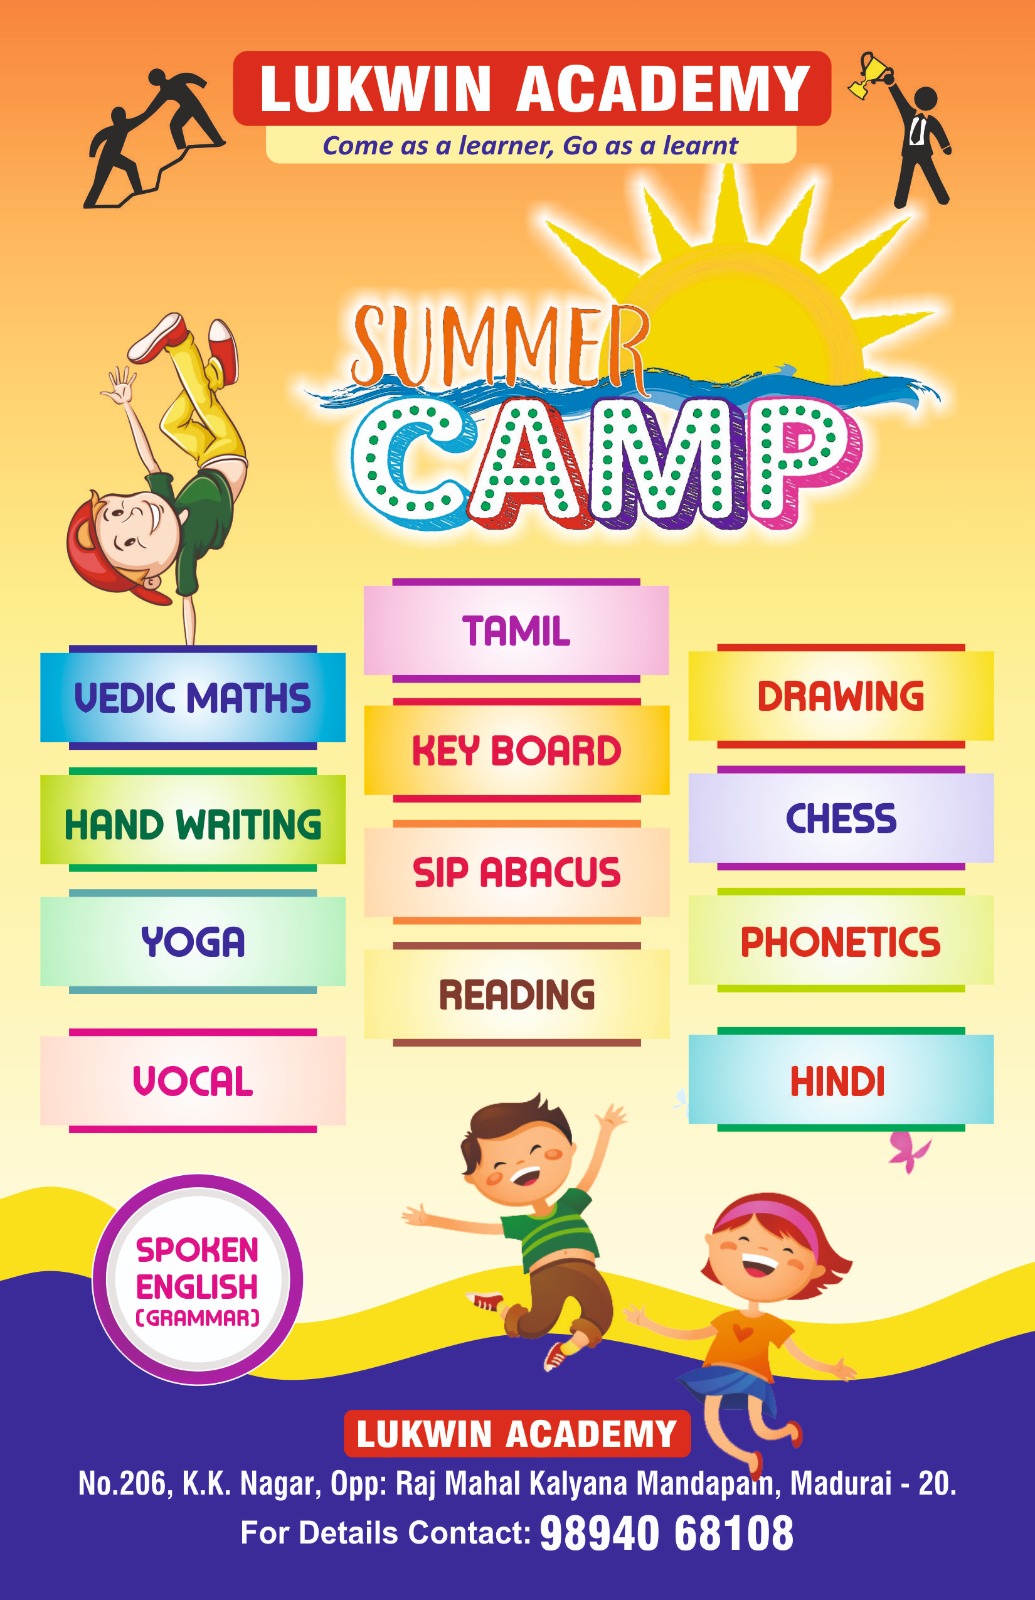 LUKWIN ACADEMY
Come as a learner, Go as a learnt
SUMMER
CAMP
TAMIL
VEDIC MATHS
DRAWING
KEY BOARD
HAND WRITING
CHESS
SIP ABACUS
YOGA
PHONETICS
READING
VOCAL
HINDI
SPOKEN
ENGLISH
(GRAMMAR)
LUKWIN ACADEMY
No.206, K.K. Nagar, Opp: Raj Mahal Kalyana Mandapam, Madurai - 20.
For Details Contact: 98940 68108